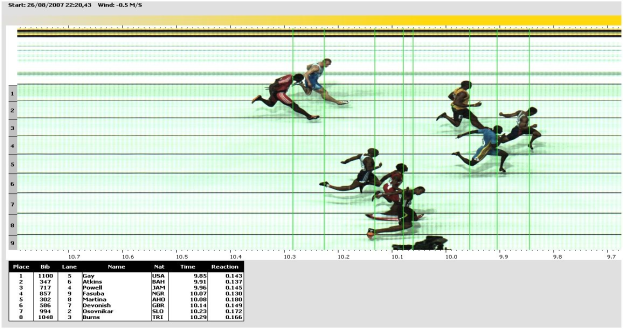 Start: 26/08/2007 22:20,43 Wind: -0.5 M/S
1
2
3
4
5
6
7
8
9
10.7 10.6 10.5 10.4 10.3 10.2 10.1 10 9.9 9.8 9.7
Place Bib Lane Name Nat Time Reaction
1 1100 5 Gay USA 9.85 0.143
2 347 6 Atkins BAH 9.91 0.137
3 717 4 Powell JAM 9.96 0.145
4 857 9 Fasuba NGR 10.07 0.130
5 302 8 Martina AHO 10.08 0.180
6 586 7 Devonish GBR 10.14 0.149
7 994 2 Osovnikar SLO 10.23 0.172
8 1048 3 Burns TRI 10.29 0.166